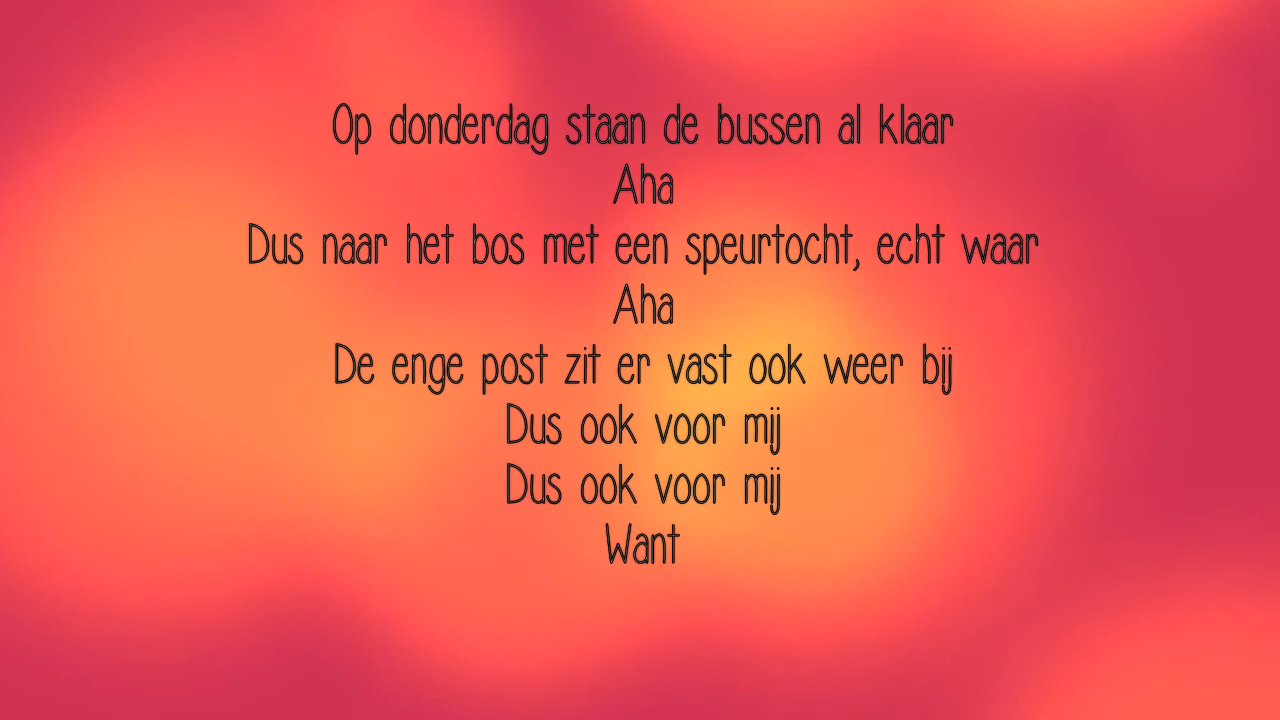 Op donderdag staan de bussen al klaar
Aha
Dus naar het bos met een speurtocht, echt waar
Aha
De enge post zit er vast ook weer bij
Dus ook voor mij
Dus ook voor mij
Want